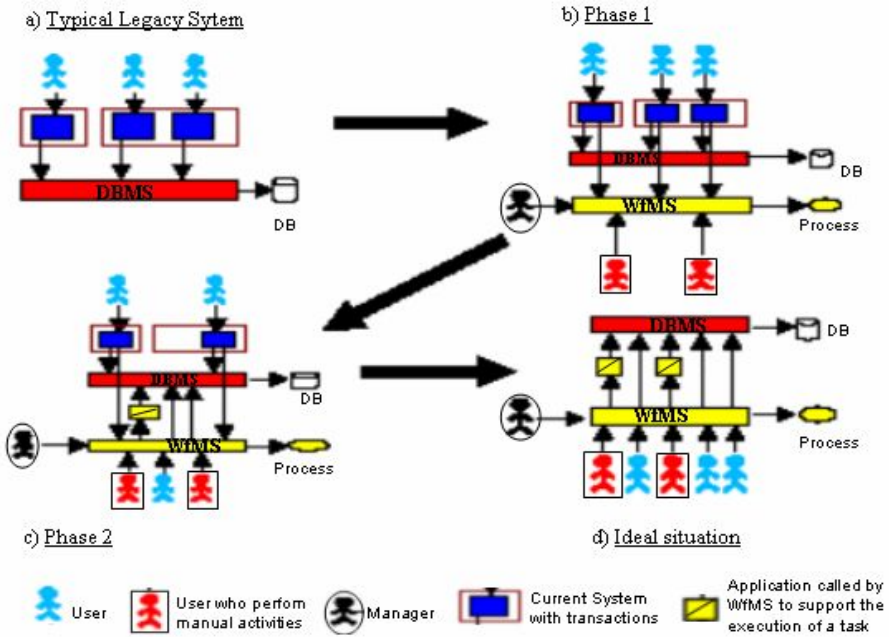 a) Typical Legacy Sytem
DBMS
DB
b) Phase 1
DBMS
DB
WfMS
Process
DBMS
DB
WfMS
Process
c) Phase 2
DBMS
DB
WfMS
Process
d) Ideal situation
User
User who perfom
manual activities
Manager
Current System
with transactions
Application called by
WfMS to support the
execution of a task